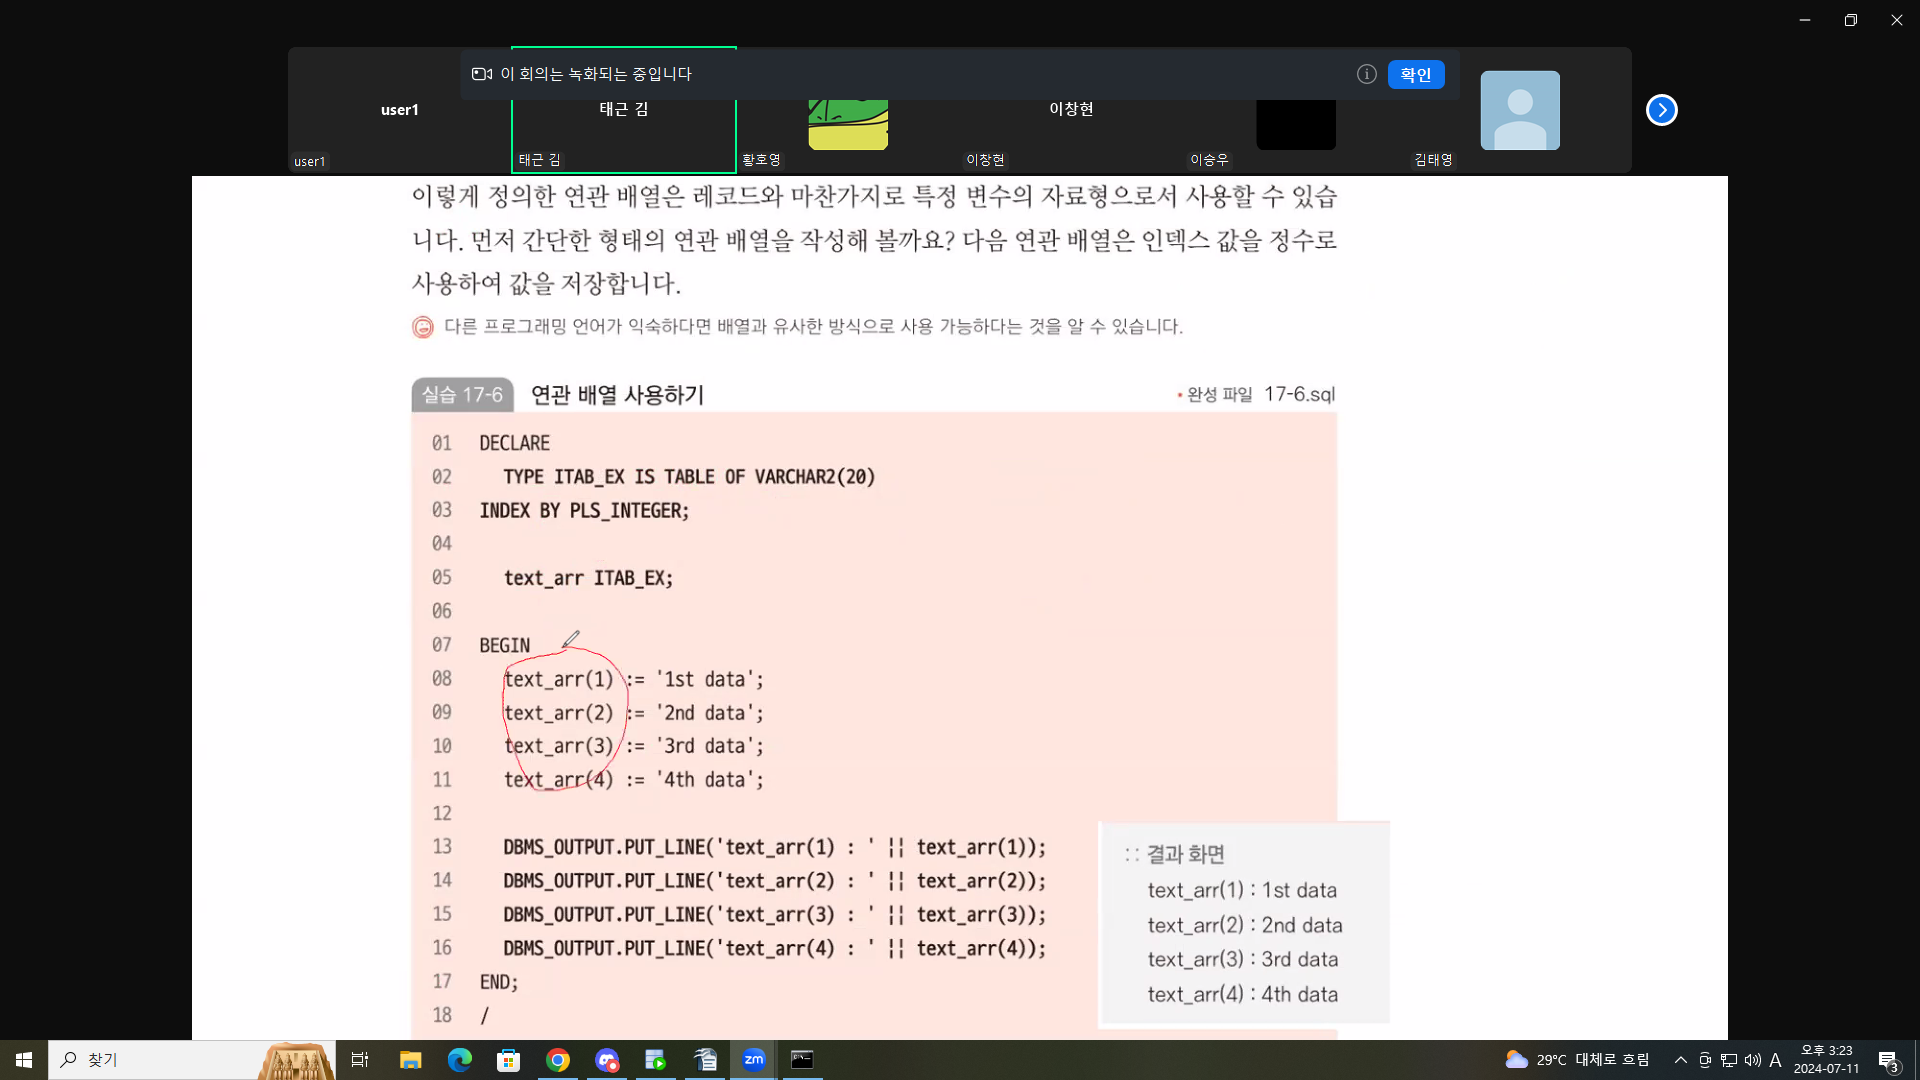 이 회의는 녹화되는 중입니다
확인
user1
태근 김
이창현
user1
태근 김
황호영
이창현
이승우
김태영
이렇게 정의한 연관 배열은 레코드와 마찬가지로 특정 변수의 자료형으로서 사용할 수 있습
니다. 먼저 간단한 형태의 연관 배열을 작성해 볼까요? 다음 연관 배열은 인덱스 값을 정수로
사용하여 값을 저장합니다.
다른 프로그래밍 언어가 익숙하다면 배열과 유사한 방식으로 사용 가능하다는 것을 알 수 있습니다.
실습 17-6 연관 배열 사용하기 • 완성 파일 17-6.sql
01 DECLARE
02 TYPE ITAB_EX IS TABLE OF VARCHAR2(20)
03 INDEX BY PLS_INTEGER;
04
05 text_arr ITAB_EX;
06
07 BEGIN
08 text_arr(1) := '1st data';
09 text_arr(2) := '2nd data';
10 text_arr(3) := '3rd data';
11 text_arr(4) := '4th data';
12
13 DBMS_OUTPUT.PUT_LINE('text_arr(1) : ' || text_arr(1));
14 DBMS_OUTPUT.PUT_LINE('text_arr(2) : ' || text_arr(2));
15 DBMS_OUTPUT.PUT_LINE('text_arr(3) : ' || text_arr(3));
16 DBMS_OUTPUT.PUT_LINE('text_arr(4) : ' || text_arr(4));
17 END;
18 /
:: 결과 화면
text_arr(1) : 1st data
text_arr(2) : 2nd data
text_arr(3) : 3rd data
text_arr(4) : 4th data
찾기
zm
29°C 대체로 흐림
A
오후 3:23
2024-07-11
3